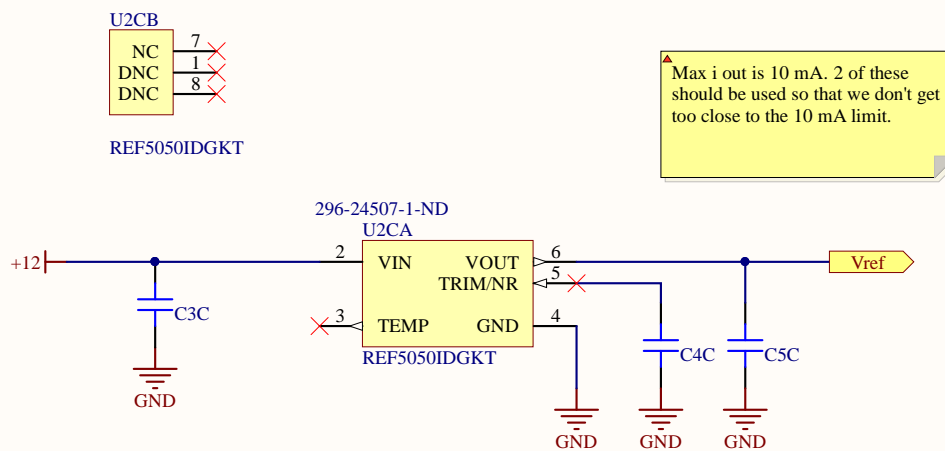 U2CB
NC 7
DNC 1
DNC 8
REF5050IDGKT
Max i out is 10 mA. 2 of these
should be used so that we don't get
too close to the 10 mA limit.
296-24507-1-ND
U2CA
+12
2 VIN
VOUT 6
Vref
TRIM/NR 5
3 TEMP
GND 4
REF5050IDGKT
C3C
C4C
C5C
GND
GND
GND
GND